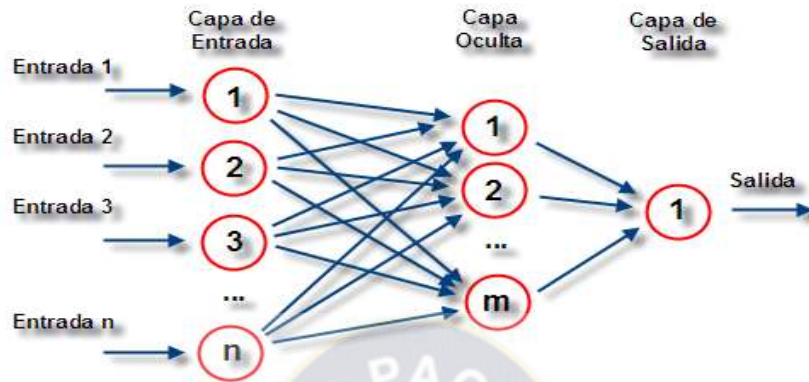 Capa de
Entrada
Capa
Oculta
Capa de
Salida
Entrada 1
1
Entrada 2
2
Entrada 3
3
...
Entrada n
n
1
2
...
m
1
Salida
PAO